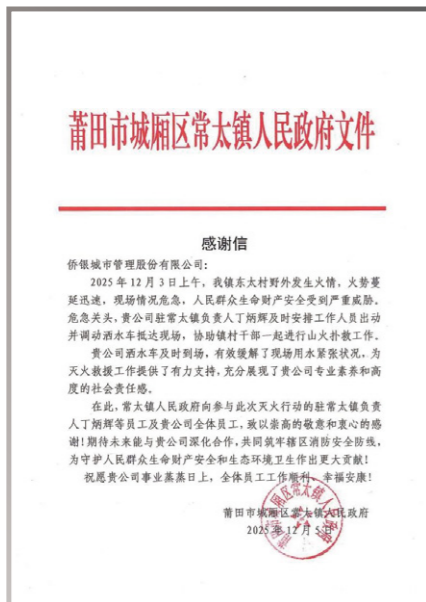 莆田市城厢区常太镇人民政府文件
感谢信
侨银城市管理股份有限公司：
2025年12月3日上午，我镇东太村野外发生火情，火势蔓
延迅速，现场情况危急，人民群众生命财产安全受到严重威胁。
危急关头，贵公司驻常太镇负责人丁炳辉及时安排工作人员出动
并调动洒水车抵达现场，协助镇村干部一起进行山火扑救工作。
贵公司洒水车及时到场，有效缓解了现场用水紧张状况，为
灭火救援工作提供了有力支持，充分展现了贵公司专业素养和高
度的社会责任感。
在此，常太镇人民政府向参与此次灭火行动的驻常太镇负责
人丁炳辉等员工及贵公司全体员工，致以崇高的敬意和衷心的
感谢！期待未来能与贵公司深化合作，共同筑牢辖区消防安全防线，
为守护人民群众生命财产安全和生态环境卫生作出更大贡献！
祝愿贵公司事业蒸蒸日上，全体员工工作顺利、幸福安康！
莆田市城厢区常太镇人民政府
2025年12月5日